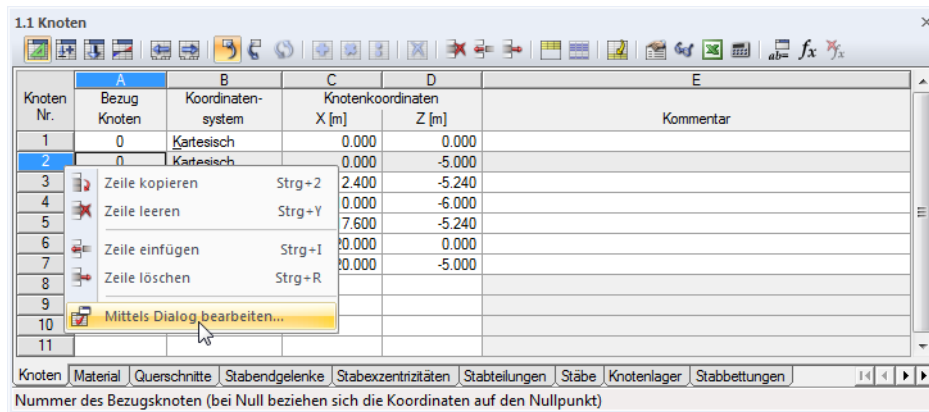 1.1 Knoten
A B C D E
Knoten Nr. Bezug Knoten Koordinaten-system Knotenkoordinaten X [m] Z [m] Kommentar
1 0 Kartesisch 0.000 0.000
2 0 Kartesisch 0.000 -5.000
3 2.400 -5.240
4 0.000 -6.000
5 7.600 -5.240
6 20.000 0.000
7 20.000 -5.000
8
9
10
11
Zeile kopieren Strg+2
Zeile leeren Strg+Y
Zeile einfügen Strg+I
Zeile löschen Strg+R
Mittels Dialog bearbeiten...
Knoten Material Querschnitte Stabendgelenke Stabexzentrizitäten Stabteilungen Stäbe Knotenlager Stabbettungen
Nummer des Bezugsknoten (bei Null beziehen sich die Koordinaten auf den Nullpunkt)